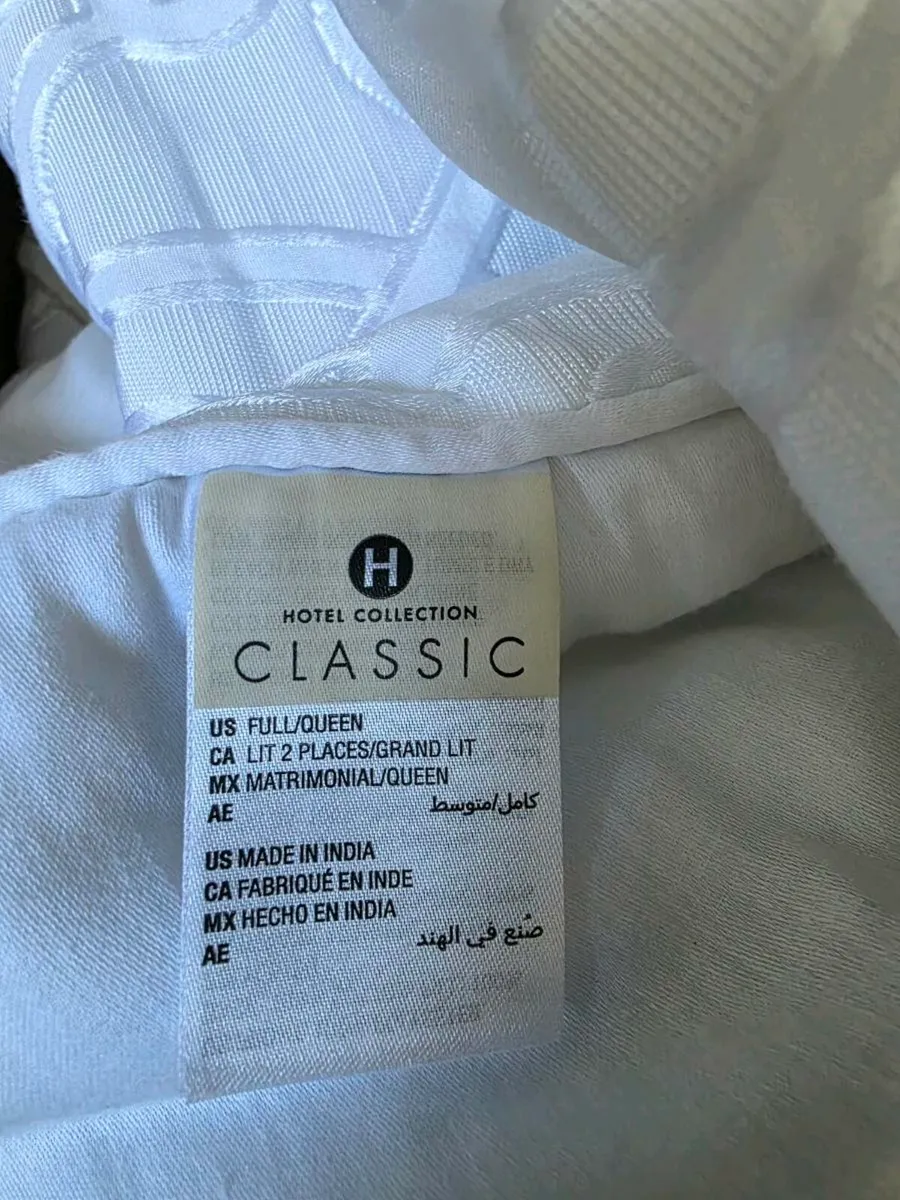 H
HOTEL COLLECTION
CLASSIC
US FULL/QUEEN
CA LIT 2 PLACES/GRAND LIT
MX MATRIMONIAL/QUEEN
AE كامل/متوسط
US MADE IN INDIA
CA FABRIQUÉ EN INDE
MX HECHO EN INDIA
AE صُنع في الهند